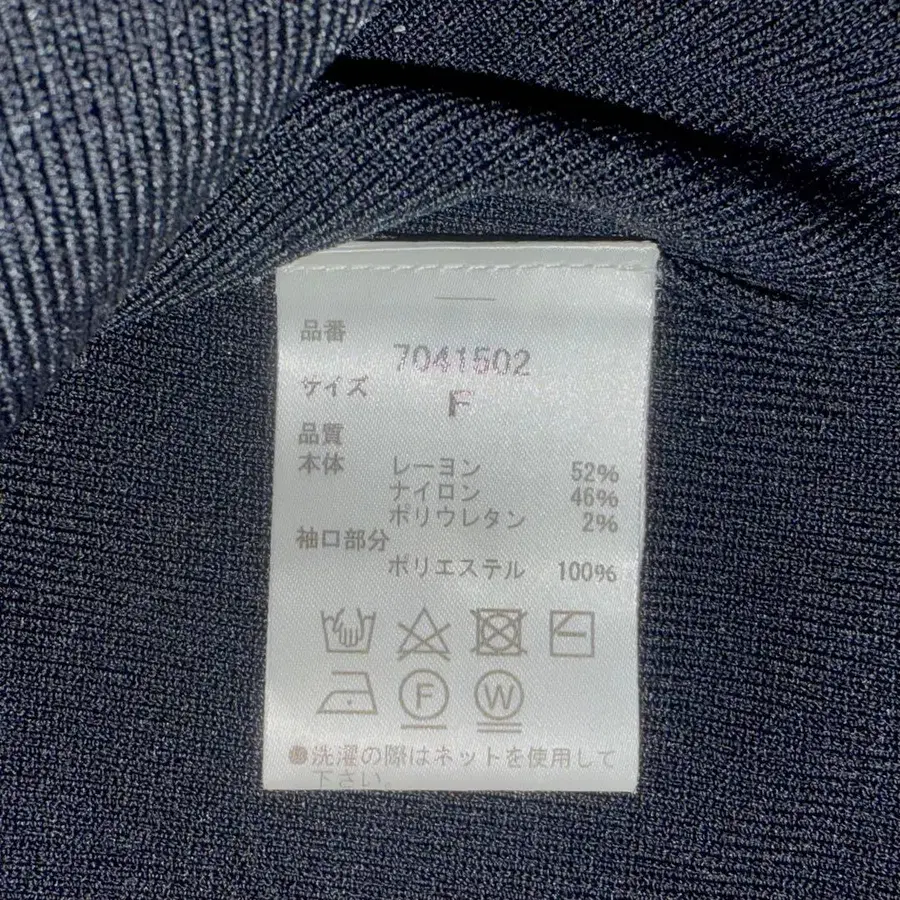 品番
7041502
サイズ
F
品質
本体 レーヨン 52%
ナイロン 46%
ポリウレタン 2%
袖口部分
ポリエステル 100%
F W
●洗濯の際はネットを使用して
下さい。